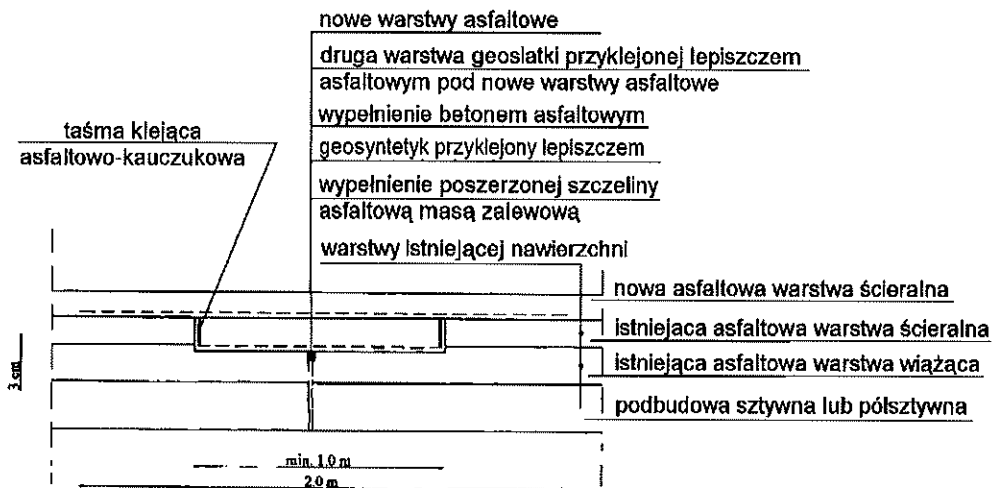 nowe warstwy asfaltowe
druga warstwa geosiatki przyklejonej lepiszczem
asfaltowym pod nowe warstwy asfaltowe
wypełnienie betonem asfaltowym
geosyntetyk przyklejony lepiszczem
wypełnienie poszerzonej szczeliny
asfaltową masą zalewową
warstwy istniejącej nawierzchni
taśma klejąca
asfaltowo-kauczukowa
nowa asfaltowa warstwa ścieralna
istniejaca asfaltowa warstwa ścieralna
istniejąca asfaltowa warstwa wiążąca
podbudowa sztywna lub półsztywna
3 cm
min. 1.0 m
2.0 m